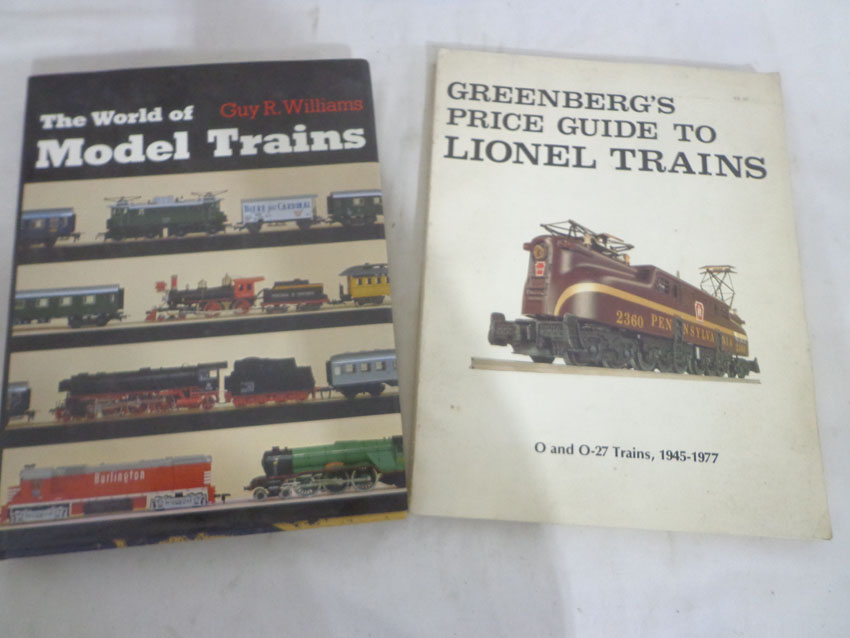 The World of
Guy R. Williams
Model Trains
Burlington
GREENBERG'S
PRICE GUIDE TO
LIONEL TRAINS
2360 PENNSYLVANIA
O and O-27 Trains, 1945-1977